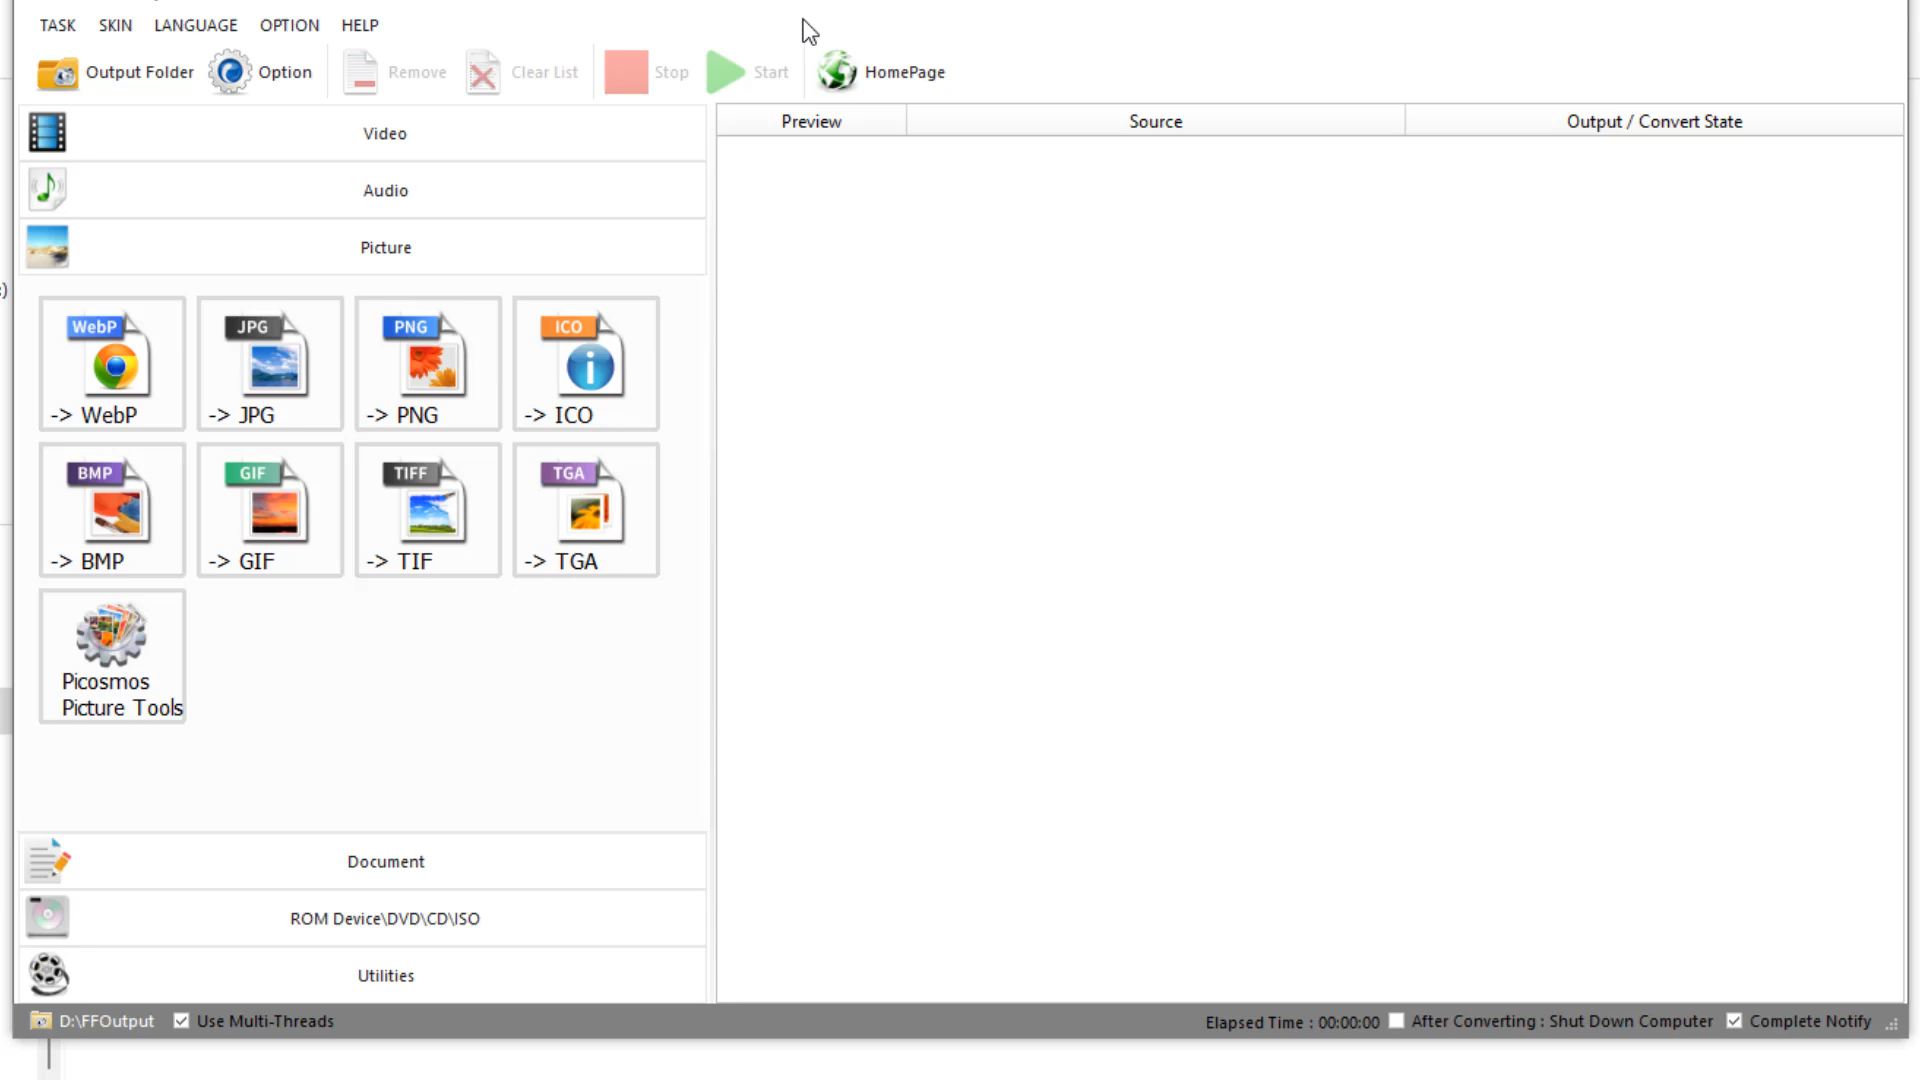 TASK SKIN LANGUAGE OPTION HELP
Output Folder Option Remove Clear List Stop Start HomePage
Video
Audio
Picture
:)
WebP JPG PNG ICO
-> WebP -> JPG -> PNG -> ICO
BMP GIF TIFF TGA
-> BMP -> GIF -> TIF -> TGA
Picosmos
Picture Tools
Document
ROM Device\DVD\CD\ISO
Utilities
Preview Source Output / Convert State
D:\FFOutput Use Multi-Threads Elapsed Time : 00:00:00 After Converting : Shut Down Computer Complete Notify